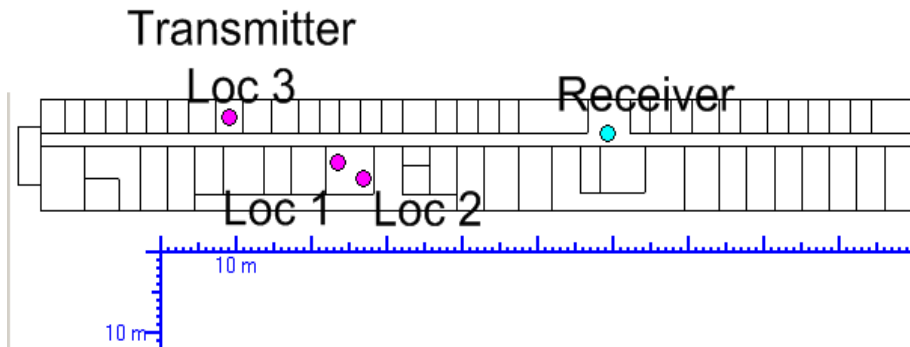 Transmitter
Loc 3
Receiver
Loc 1
Loc 2
10 m
10 m